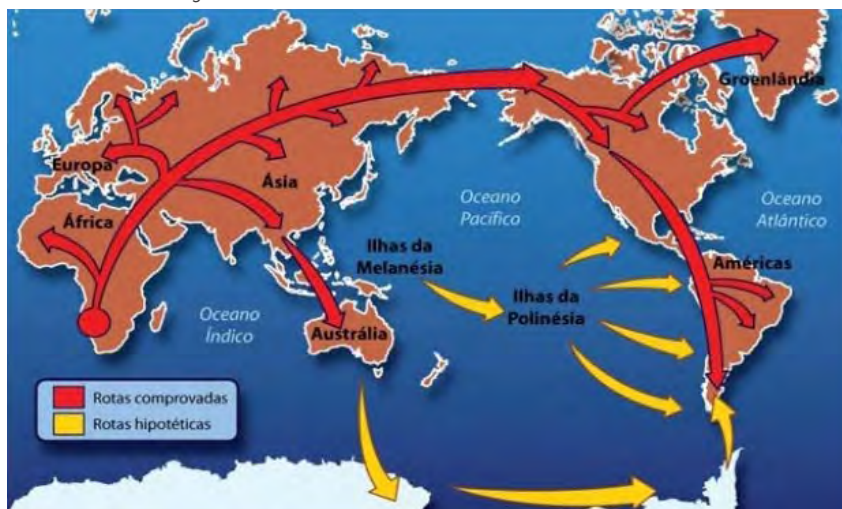 Groenlândia
Europa
Ásia
África
Oceano
Pacífico
Oceano
Atlântico
Ilhas da
Melanésia
Américas
Ilhas da
Polinésia
Oceano
Índico
Austrália
Rotas comprovadas
Rotas hipotéticas